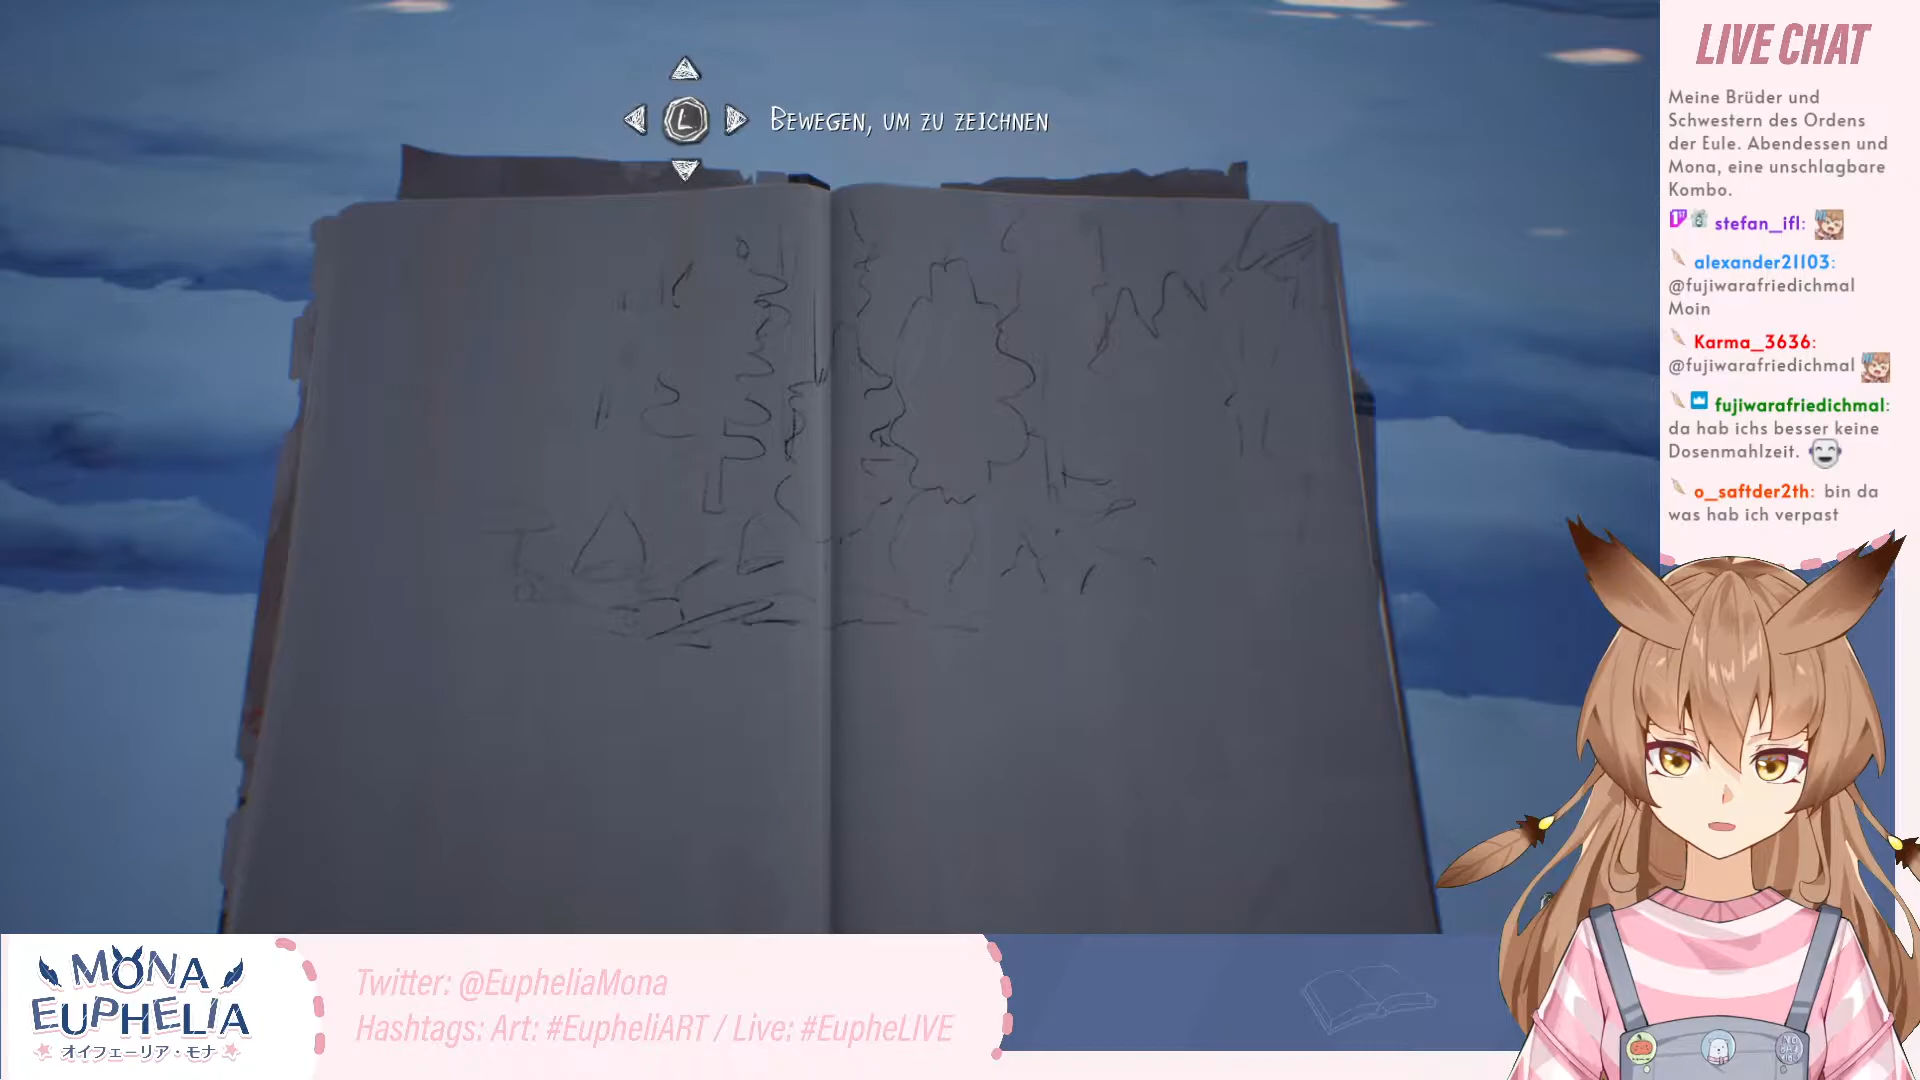 L BEWEGEN, UM ZU ZEICHNEN
LIVE CHAT
Meine Brüder und
Schwestern des Ordens
der Eule. Abendessen und
Mona, eine unschlagbare
Kombo.
stefan_ifl:
alexander21103:
@fujiwarafriedichmal
Moin
Karma_3636:
@fujiwarafriedichmal
fujiwarafriedichmal:
da hab ichs besser keine
Dosenmahlzeit.
o_saftder2th: bin da
was hab ich verpast
MONA
EUPHELIA
オイフェーリア・モナ
Twitter: @EupheliaMona
Hashtags: Art: #EupheliART / Live: #EupheLIVE